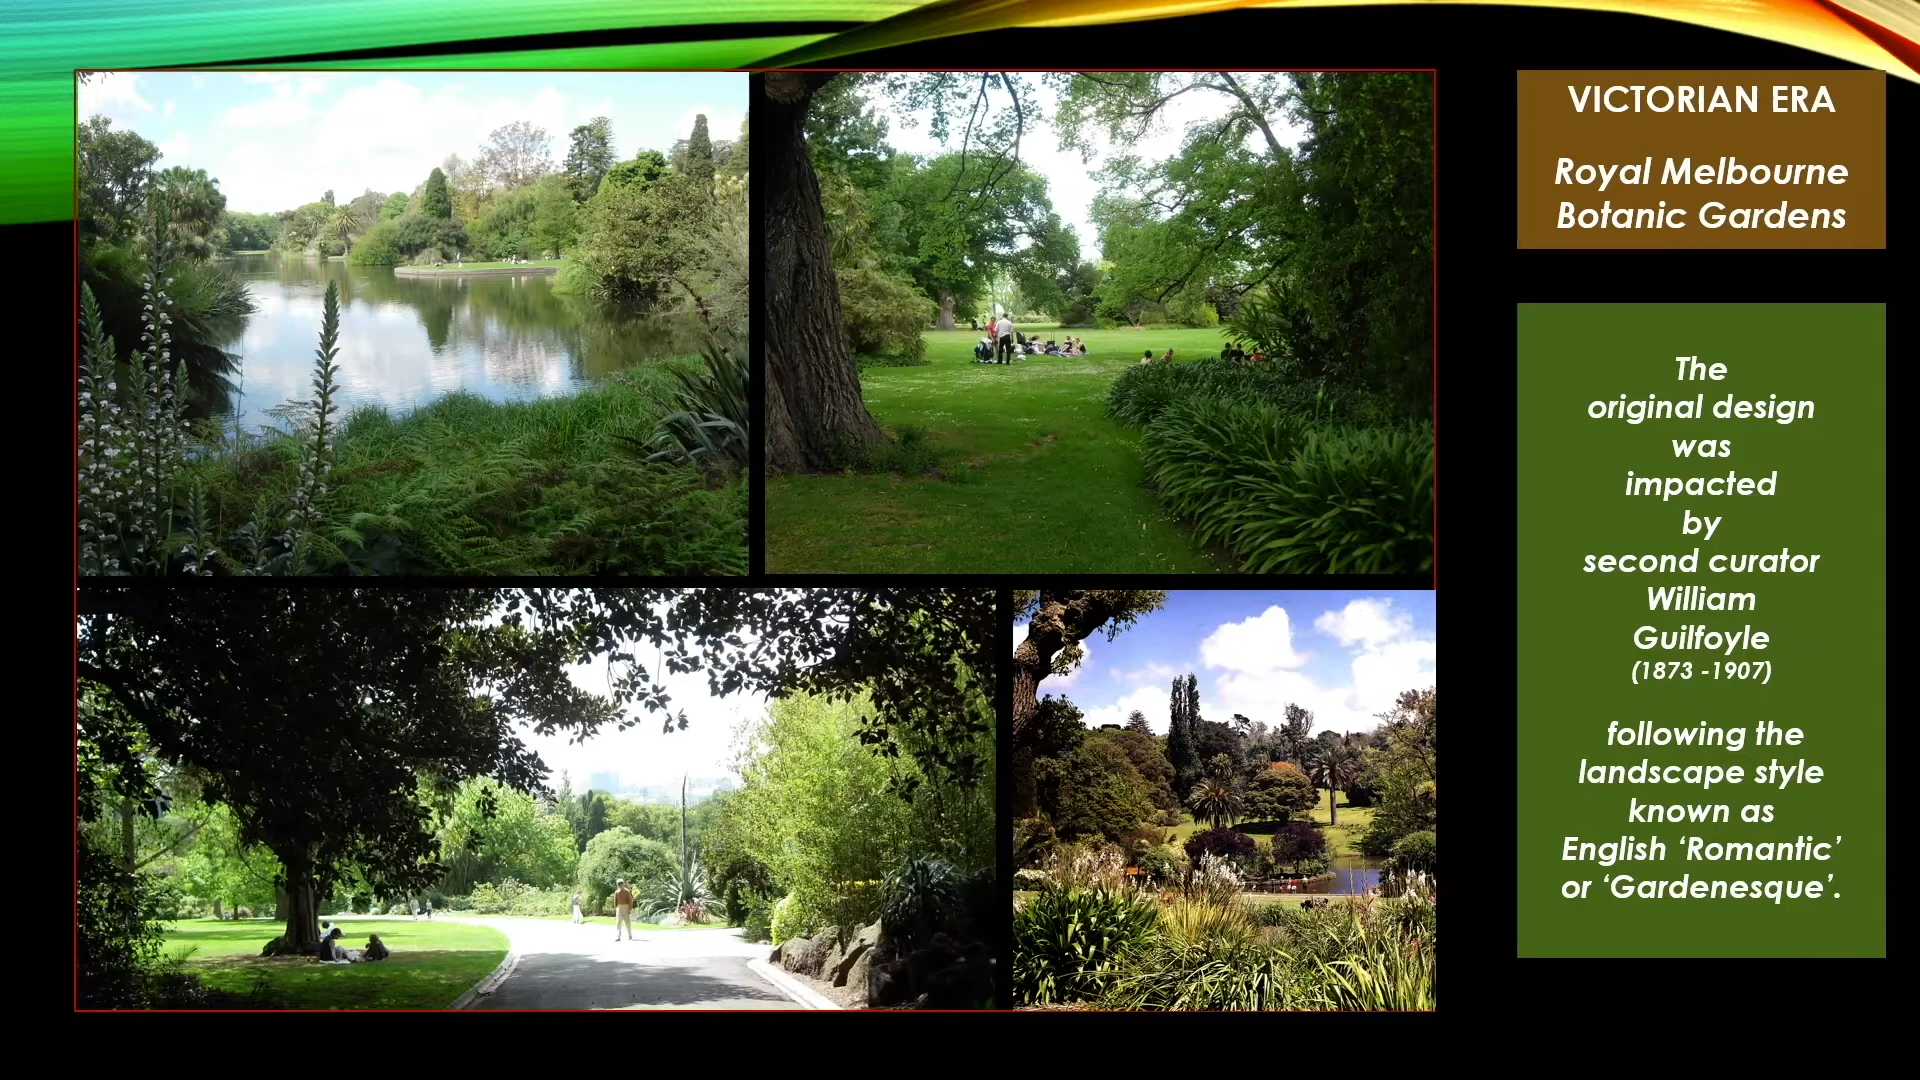 VICTORIAN ERA
Royal Melbourne
Botanic Gardens
The
original design
was
impacted
by
second curator
William
Guilfoyle
(1873 -1907)
following the
landscape style
known as
English ‘Romantic’
or ‘Gardenesque’.